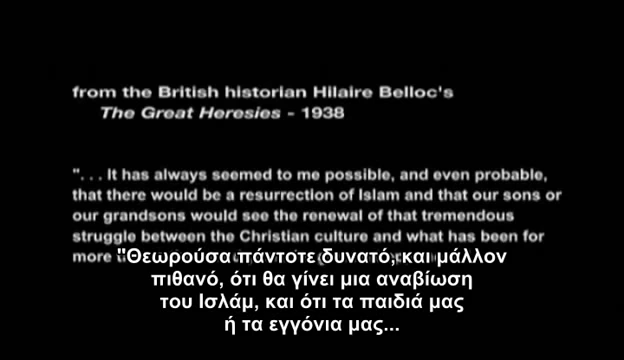 from the British historian Hilaire Belloc's
The Great Heresies - 1938
". . . It has always seemed to me possible, and even probable,
that there would be a resurrection of Islam and that our sons or
our grandsons would see the renewal of that tremendous
struggle between the Christian culture and what has been for
more
"Θεωρούσα πάντοτε δυνατό, και μάλλον
πιθανό, ότι θα γίνει μια αναβίωση
του Ισλάμ, και ότι τα παιδιά μας
ή τα εγγόνια μας...